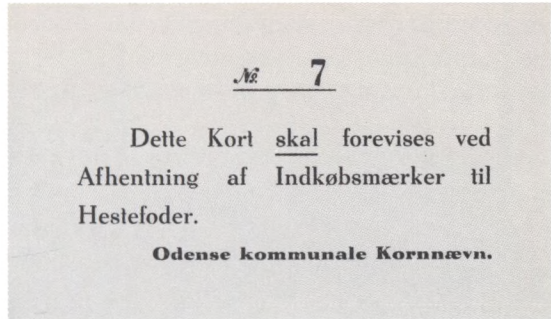 № 7
Dette Kort skal forevises ved
Afhentning af Indkøbsmærker til
Hestefoder.
Odense kommunale Kornnævn.